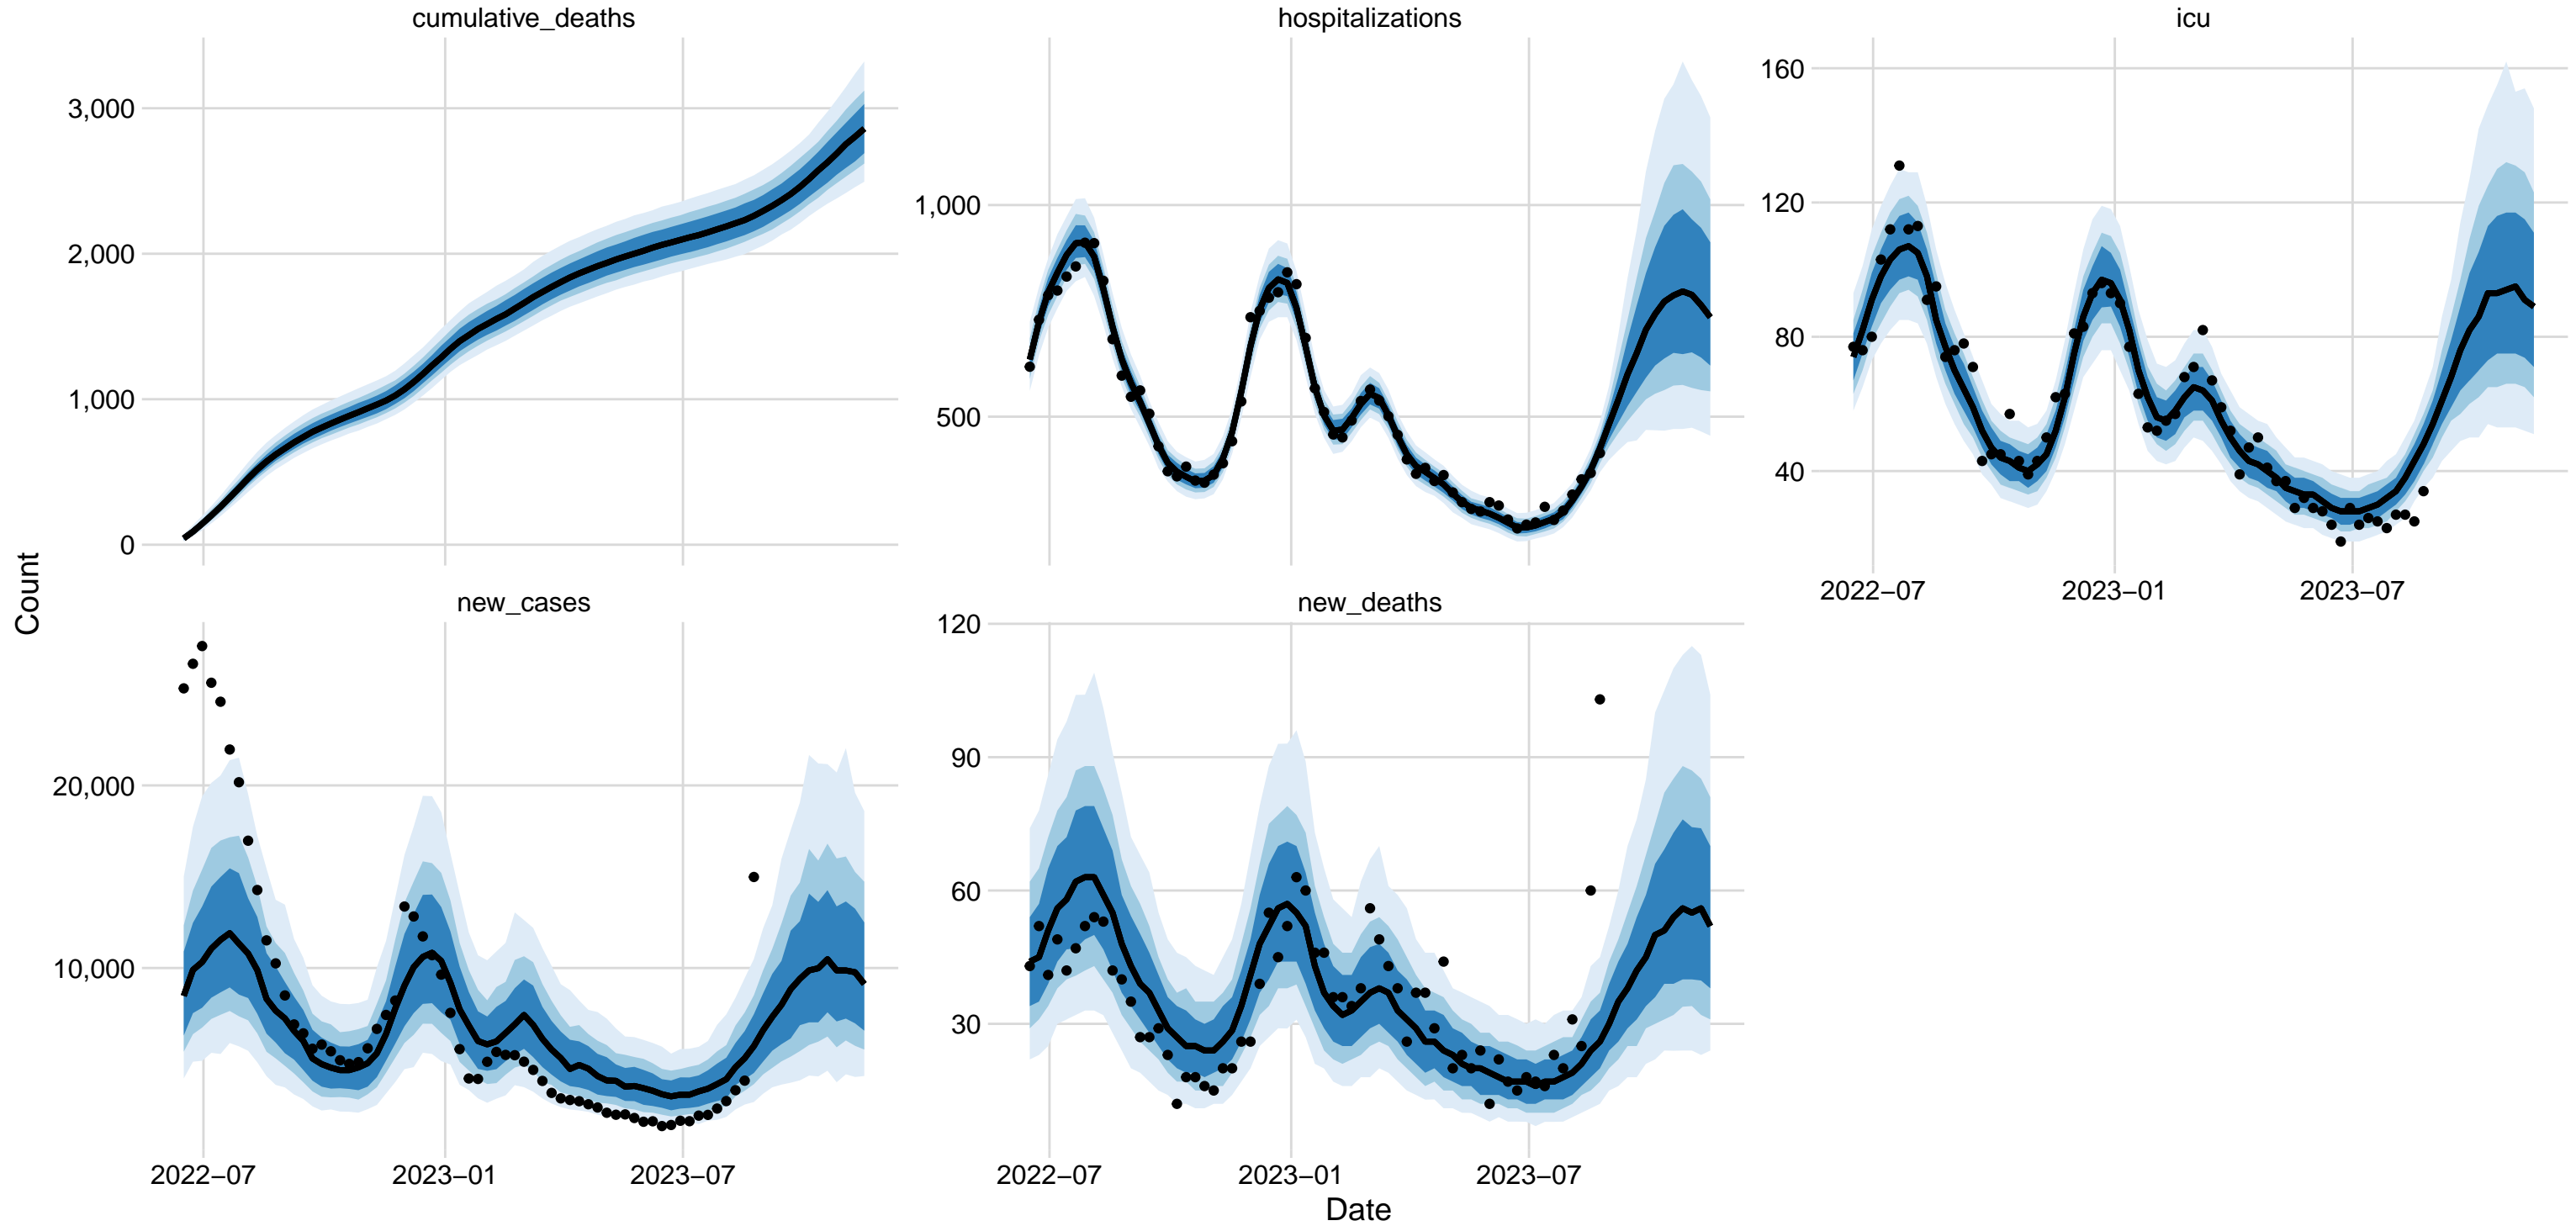 cumulative_deaths
3,000
2,000
1,000
0
hospitalizations
1,000
500
icu
160
120
80
40
2022−07 2023−01 2023−07
Count
new_cases
20,000
10,000
2022−07 2023−01 2023−07
new_deaths
120
90
60
30
2022−07 2023−01 2023−07
Date